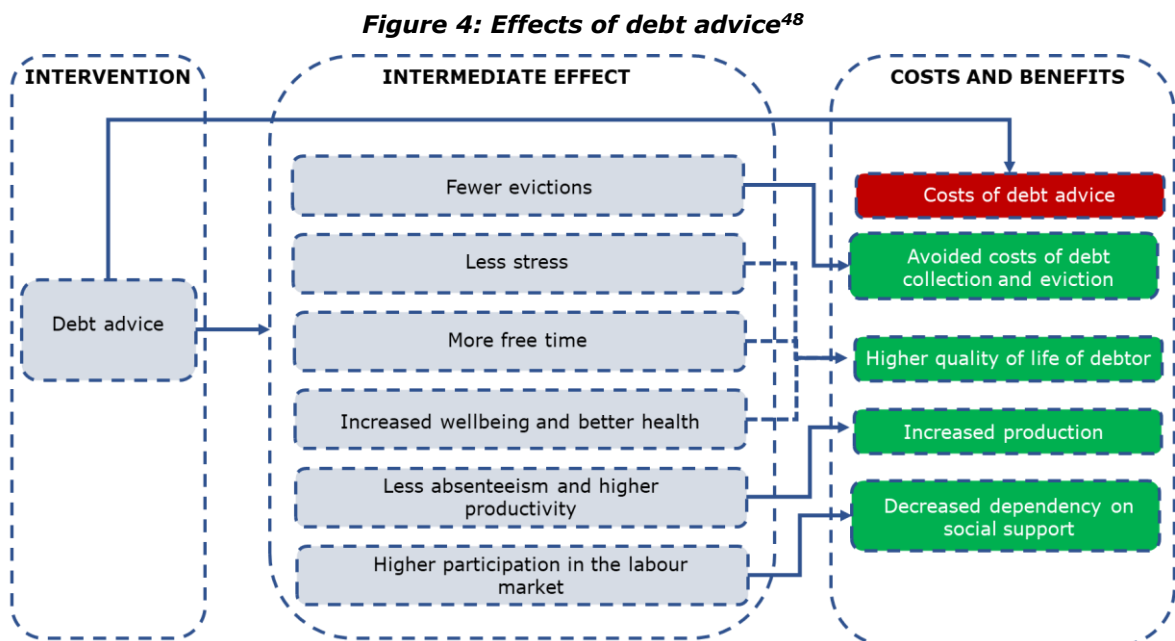 Figure 4: Effects of debt advice48
INTERVENTION
Debt advice
INTERMEDIATE EFFECT
Fewer evictions
Less stress
More free time
Increased wellbeing and better health
Less absenteeism and higher
productivity
Higher participation in the labour
market
COSTS AND BENEFITS
Costs of debt advice
Avoided costs of debt
collection and eviction
Higher quality of life of debtor
Increased production
Decreased dependency on
social support